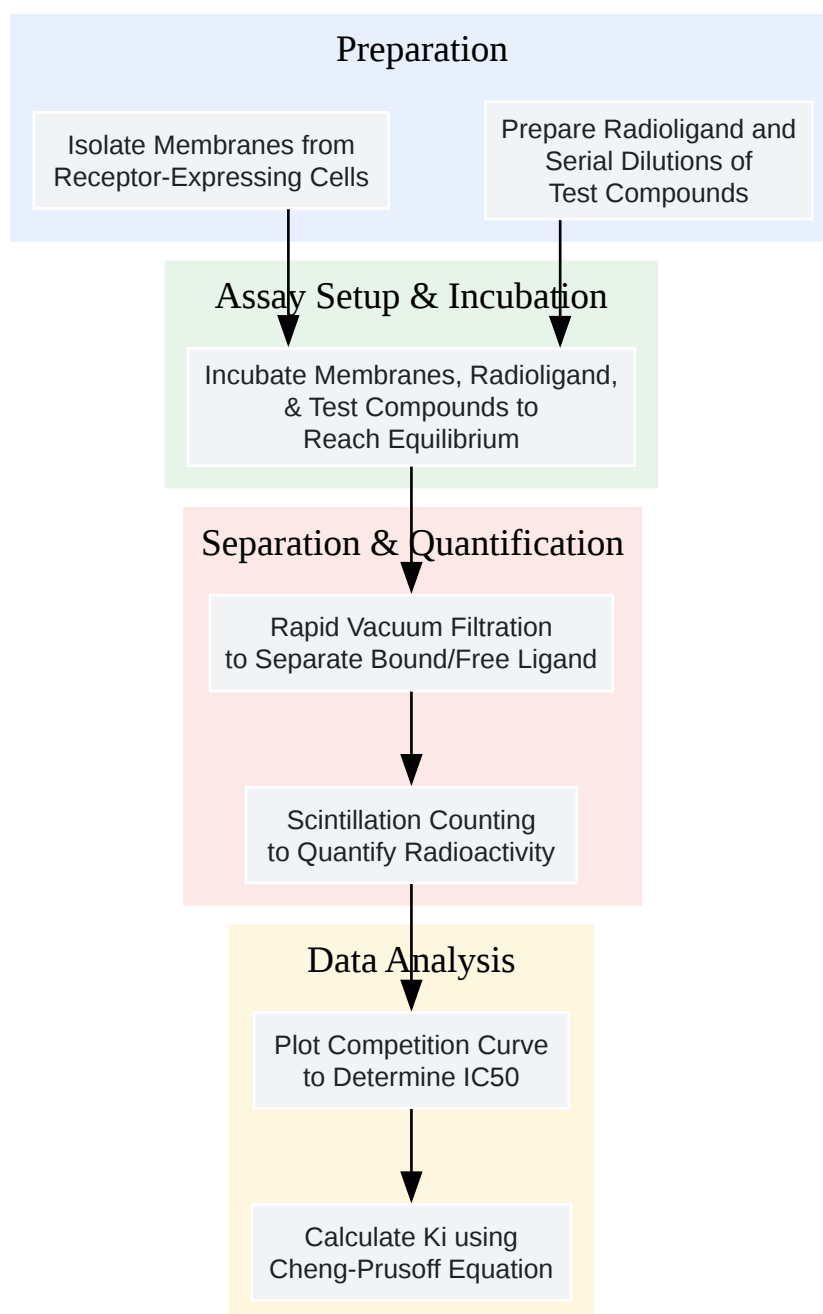 Preparation
Isolate Membranes from
Receptor-Expressing Cells
Prepare Radioligand and
Serial Dilutions of
Test Compounds
Assay Setup & Incubation
Incubate Membranes, Radioligand,
& Test Compounds to
Reach Equilibrium
Separation & Quantification
Rapid Vacuum Filtration
to Separate Bound/Free Ligand
Scintillation Counting
to Quantify Radioactivity
Data Analysis
Plot Competition Curve
to Determine IC50
Calculate Ki using
Cheng-Prusoff Equation